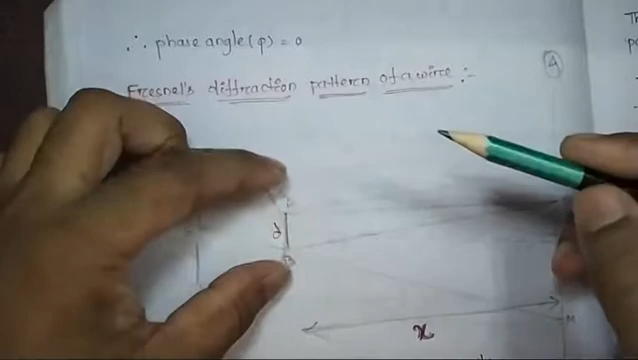 ∴ phase angle (φ) = 0
Fresnel's diffraction pattern of a wire :-
4
d
x
M